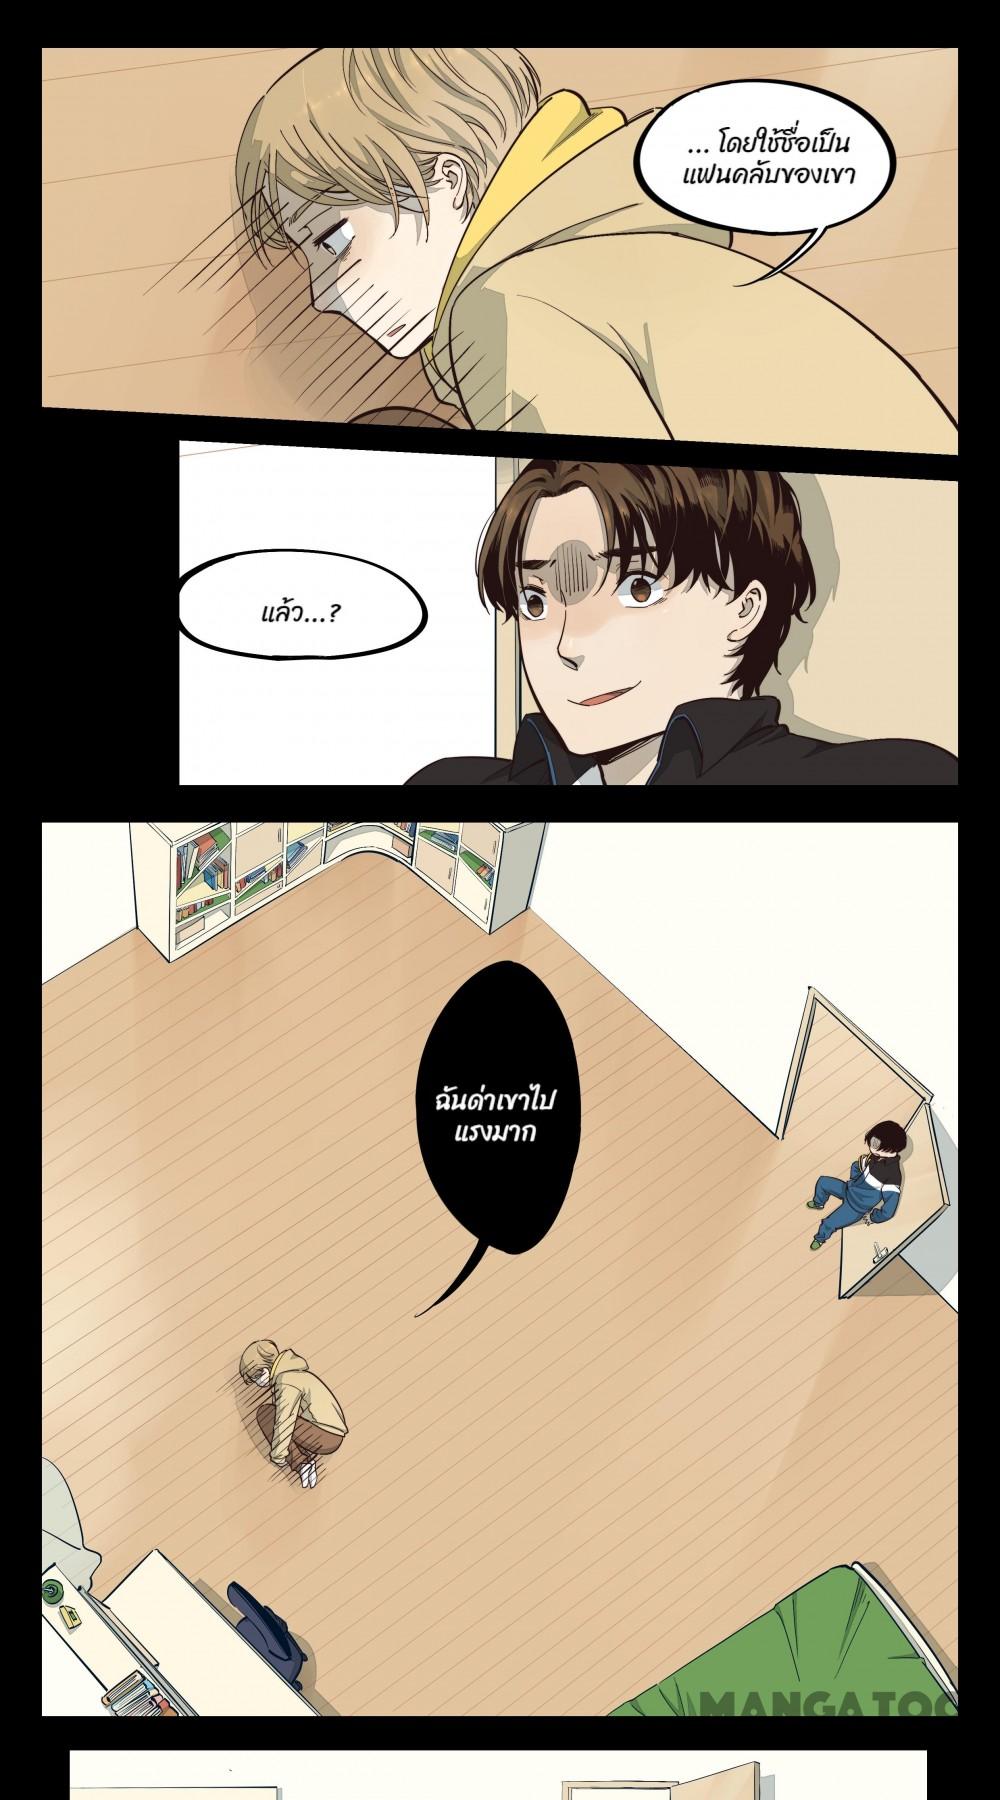 ... โดยใช้ชื่อเป็น
แฟนคลับของเขา
แล้ว...?
ฉันด่าเขาไป
แรงมาก
MANGATOO